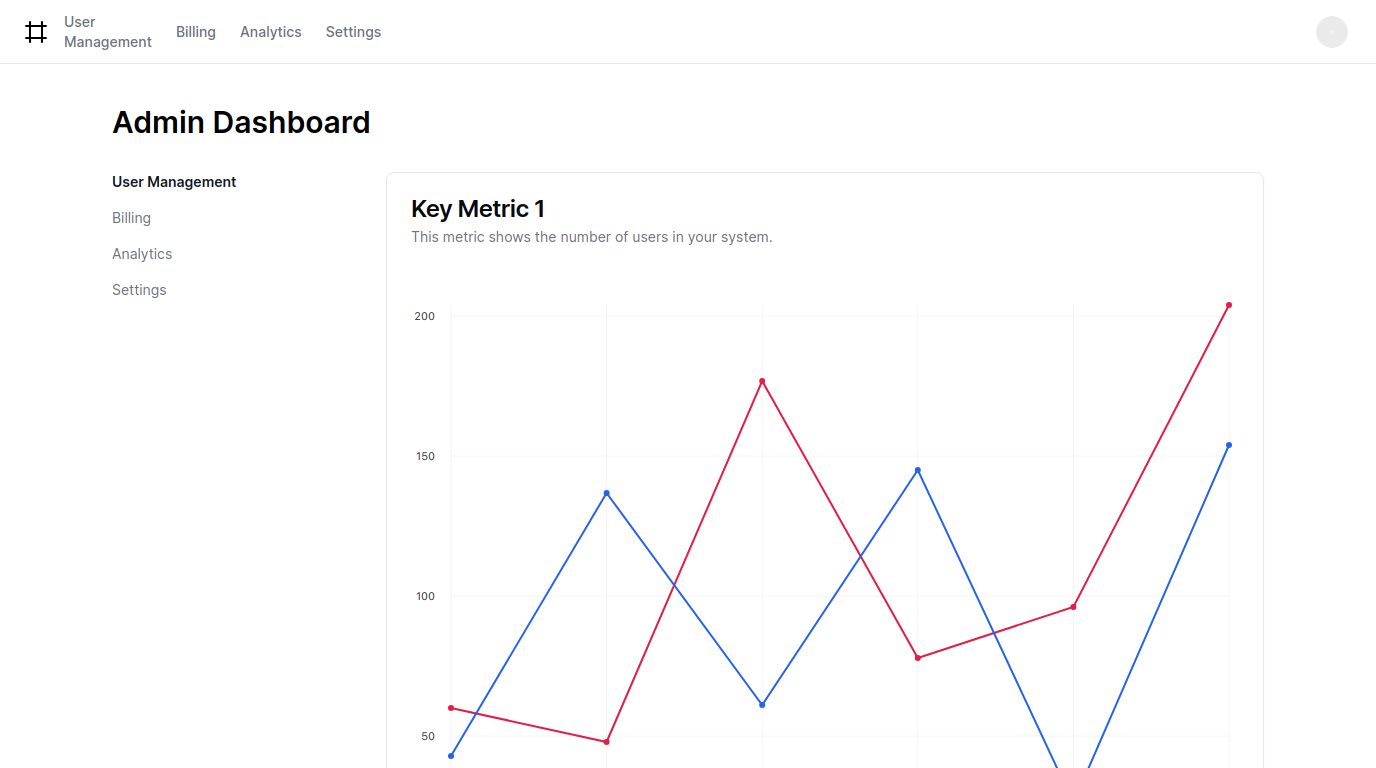 User
Management
Billing
Analytics
Settings
Admin Dashboard
User Management
Billing
Analytics
Settings
Key Metric 1
This metric shows the number of users in your system.
200
150
100
50